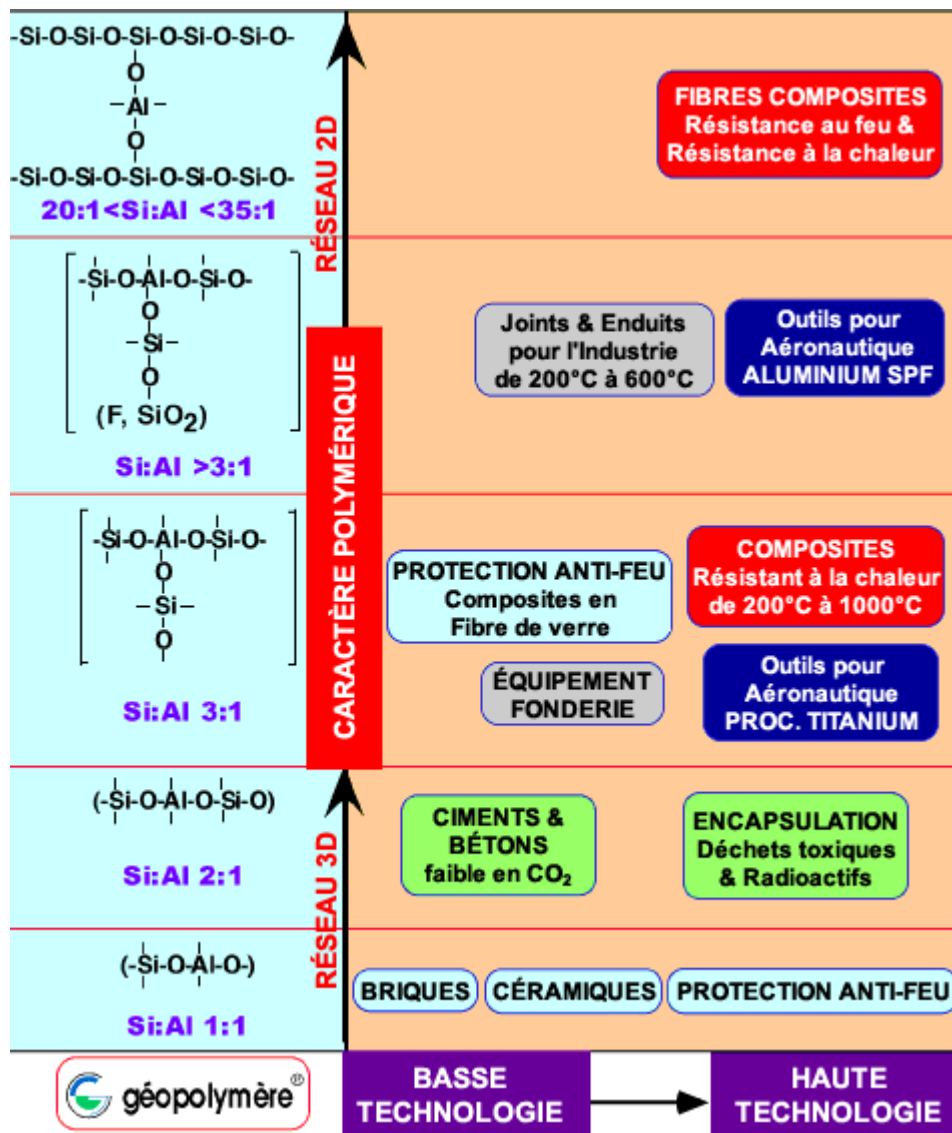 -Si-O-Si-O-Si-O-Si-O-Si-O-
O
-Al-
O
-Si-O-Si-O-Si-O-Si-O-Si-O-
20:1<Si:Al <35:1
RÉSEAU 2D
FIBRES COMPOSITES
Résistance au feu &
Résistance à la chaleur
-Si-O-Al-O-Si-O-
O
-Si-
O
(F, SiO₂)
Si:Al >3:1
Joints & Enduits
pour l'Industrie
de 200°C à 600°C
Outils pour
Aéronautique
ALUMINIUM SPF
CARACTÈRE POLYMÉRIQUE
-Si-O-Al-O-Si-O-
O
-Si-
O
Si:Al 3:1
PROTECTION ANTI-FEU
Composites en
Fibre de verre
COMPOSITES
Résistant à la chaleur
de 200°C à 1000°C
ÉQUIPEMENT
FONDERIE
Outils pour
Aéronautique
PROC. TITANIUM
(-Si-O-Al-O-Si-O)
Si:Al 2:1
RÉSEAU 3D
CIMENTS &
BÉTONS
faible en CO₂
ENCAPSULATION
Déchets toxiques
& Radioactifs
(-Si-O-Al-O-)
Si:Al 1:1
BRIQUES
CÉRAMIQUES
PROTECTION ANTI-FEU
géopolymère®
BASSE
TECHNOLOGIE
HAUTE
TECHNOLOGIE